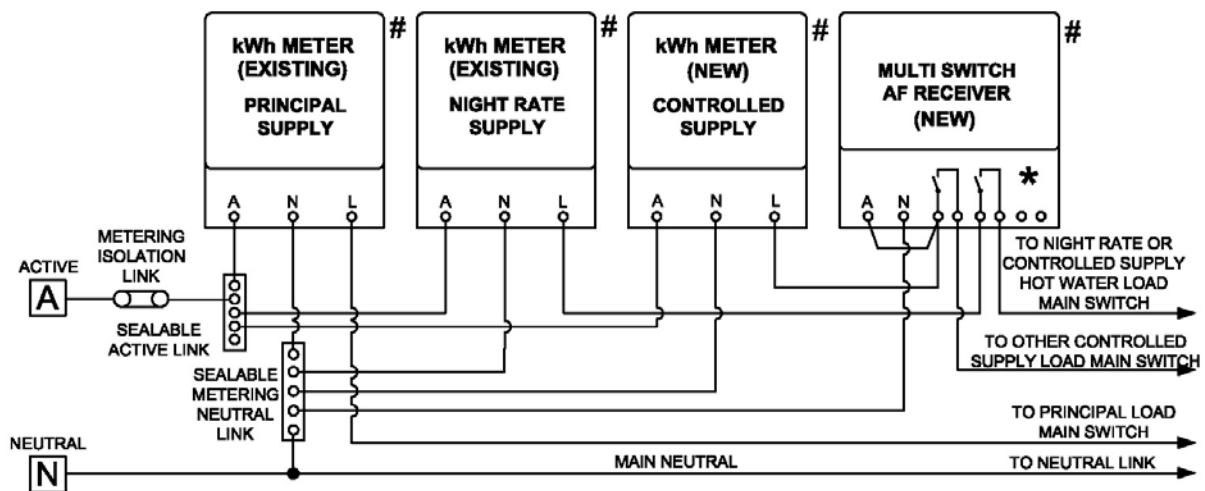 kWh METER
(EXISTING)
PRINCIPAL
SUPPLY
#
kWh METER
(EXISTING)
NIGHT RATE
SUPPLY
#
kWh METER
(NEW)
CONTROLLED
SUPPLY
#
MULTI SWITCH
AF RECEIVER
(NEW)
#
A N L
A N L
A N L
A N *
METERING
ISOLATION
LINK
ACTIVE
A
SEALABLE
ACTIVE LINK
TO NIGHT RATE OR
CONTROLLED SUPPLY
HOT WATER LOAD
MAIN SWITCH
TO OTHER CONTROLLED
SUPPLY LOAD MAIN SWITCH
SEALABLE
METERING
NEUTRAL
LINK
TO PRINCIPAL LOAD
MAIN SWITCH
NEUTRAL
N
MAIN NEUTRAL
TO NEUTRAL LINK